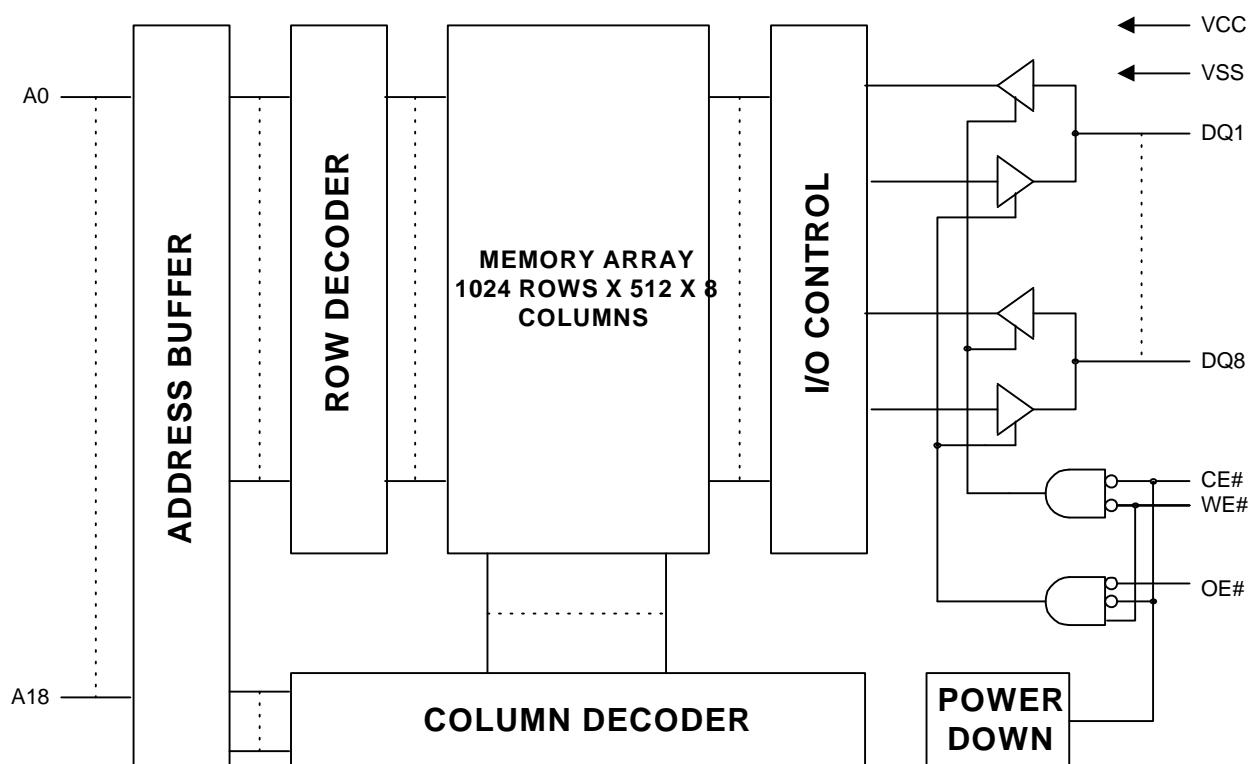 VCC
VSS
A0
DQ1
ADDRESS BUFFER
ROW DECODER
MEMORY ARRAY
1024 ROWS X 512 X 8
COLUMNS
I/O CONTROL
DQ8
CE#
WE#
OE#
A18
COLUMN DECODER
POWER
DOWN